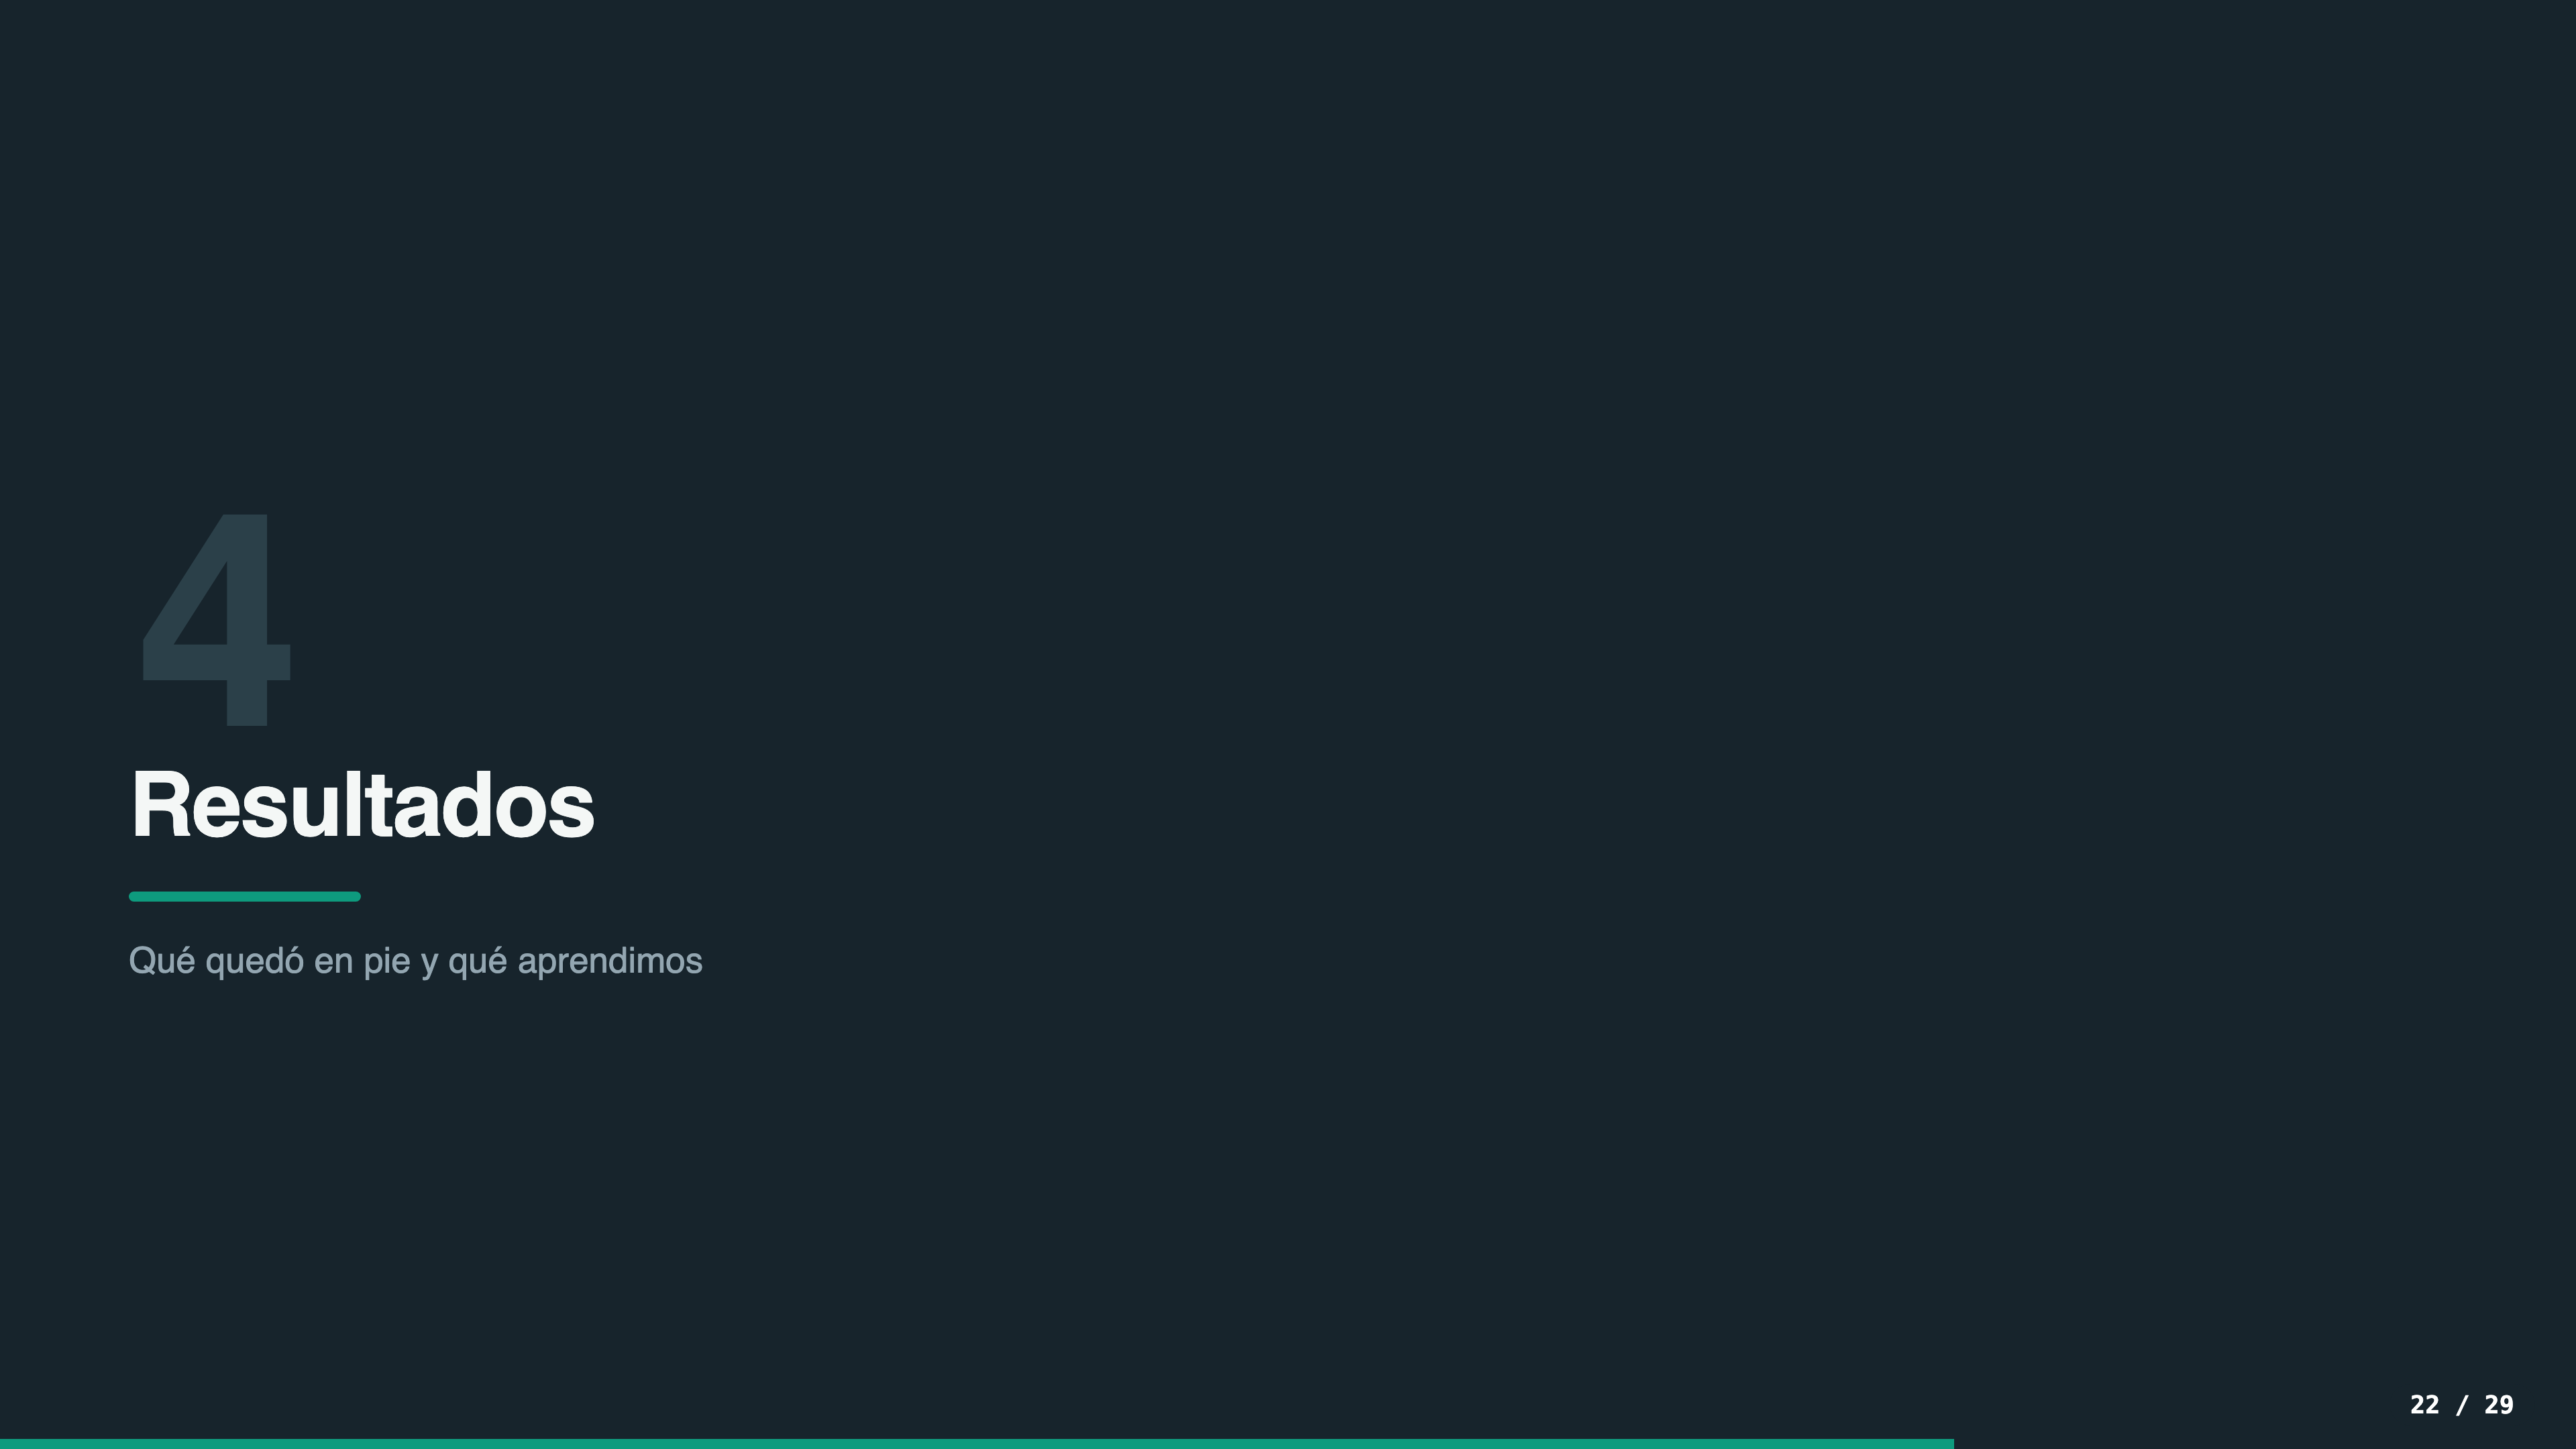 4
Resultados
Qué quedó en pie y qué aprendimos
22 / 29